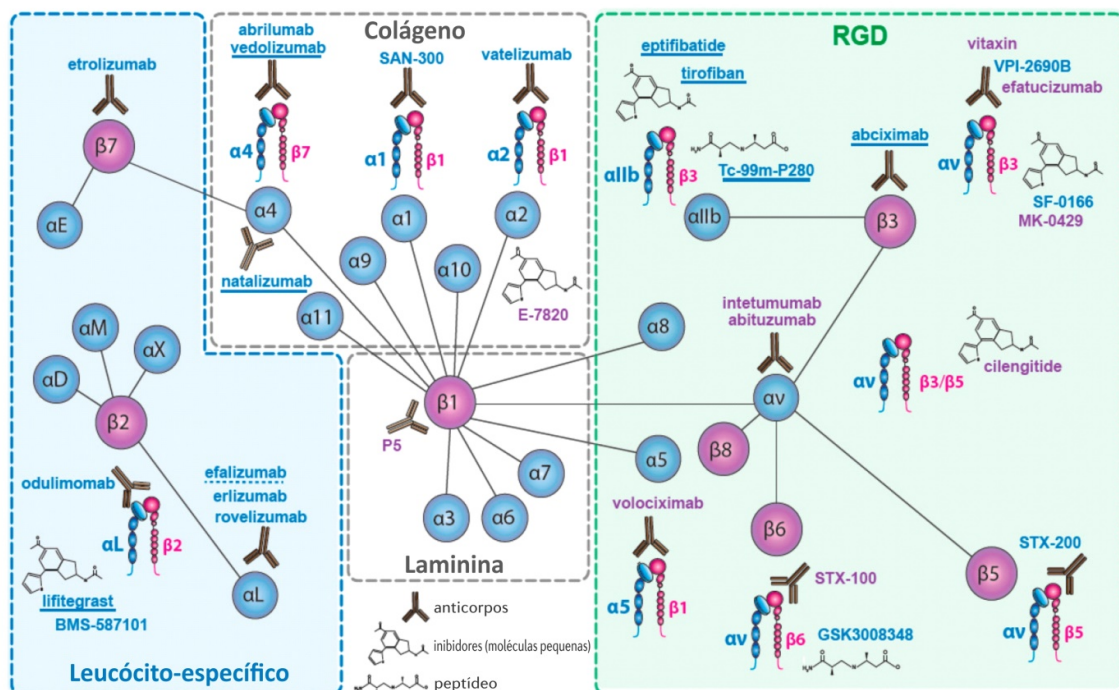 Colágeno
RGD
Laminina
Leucócito-específico
etrolizumab
β7
αE
αM
αX
αD
β2
odulimomab
αL
β2
lifitegrast
BMS-587101
efalizumab
erlizumab
rovelizumab
αL
abrilumab
vedolizumab
α4
β7
SAN-300
α1
β1
vatelizumab
α2
β1
α4
α1
α2
α9
α10
α11
natalizumab
E-7820
β1
P5
α3
α6
α7
α5
α8
eptifibatide
tirofiban
αIIb
β3
Tc-99m-P280
αIIb
abciximab
β3
vitaxin
VPI-2690B
efatucizumab
αv
β3
SF-0166
MK-0429
intetumumab
abituzumab
αv
αv
β3/β5
cilengitide
β8
β6
β5
volociximab
α5
β1
STX-100
αv
β6
GSK3008348
STX-200
αv
β5
anticorpos
inibidores (moléculas pequenas)
peptídeo